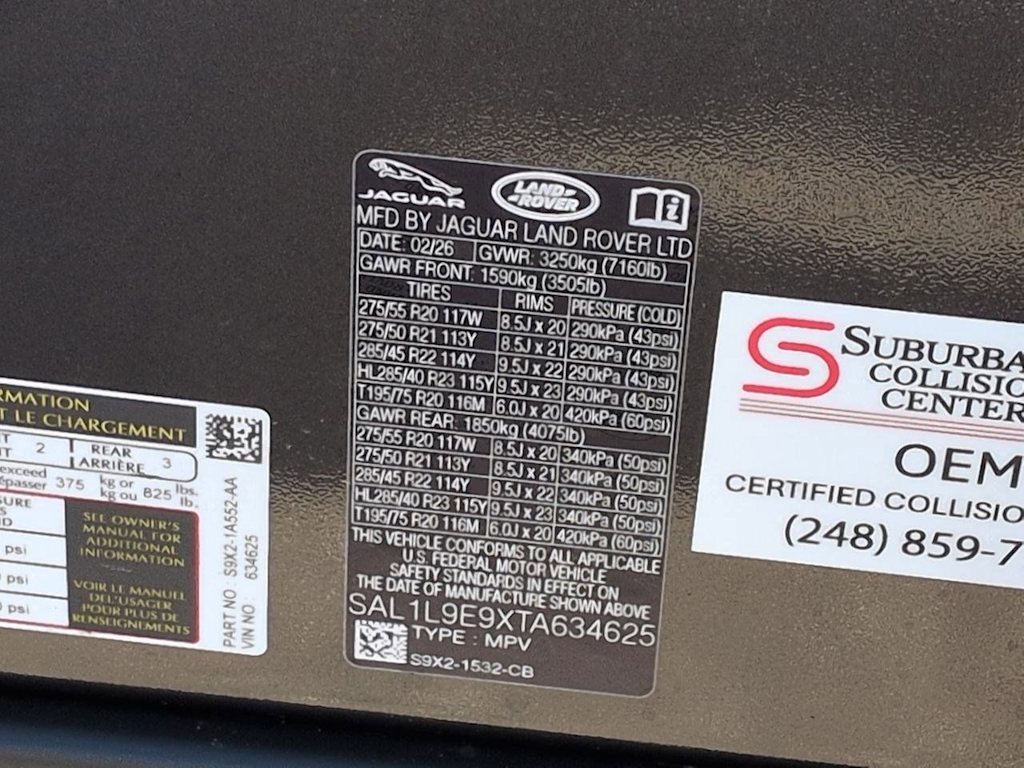 JAGUAR
LAND-
-ROVER
MFD BY JAGUAR LAND ROVER LTD
DATE: 02/26 GVWR: 3250kg (7160lb)
GAWR FRONT: 1590kg (3505lb)
TIRES RIMS PRESSURE (COLD)
275/55 R20 117W 8.5J x 20 290kPa (43psi)
275/50 R21 113Y 8.5J x 21 290kPa (43psi)
285/45 R22 114Y 9.5J x 22 290kPa (43psi)
HL285/40 R23 115Y 9.5J x 23 290kPa (43psi)
T195/75 R20 116M 6.0J x 20 420kPa (60psi)
GAWR REAR: 1850kg (4075lb)
275/55 R20 117W 8.5J x 20 340kPa (50psi)
275/50 R21 113Y 8.5J x 21 340kPa (50psi)
285/45 R22 114Y 9.5J x 22 340kPa (50psi)
HL285/40 R23 115Y 9.5J x 23 340kPa (50psi)
T195/75 R20 116M 6.0J x 20 420kPa (60psi)
THIS VEHICLE CONFORMS TO ALL APPLICABLE
U.S. FEDERAL MOTOR VEHICLE
SAFETY STANDARDS IN EFFECT ON
THE DATE OF MANUFACTURE SHOWN ABOVE
SAL1L9E9XTA634625
TYPE : MPV
S9X2-1532-CB
RMATION
T LE CHARGEMENT
2 REAR
ARRIÈRE 3
exceed
375 kg or
kg ou 825 lbs.
lb.
psi
psi
psi
SEE OWNER'S
MANUAL FOR
ADDITIONAL
INFORMATION
VOIR LE MANUEL
DE L'USAGER
POUR PLUS DE
RENSEIGNEMENTS
PART NO : S9X2-1A552-AA
VIN NO : 634625
SUBURBA
COLLISIO
CENTER
OEM
CERTIFIED COLLISIO
(248) 859-7